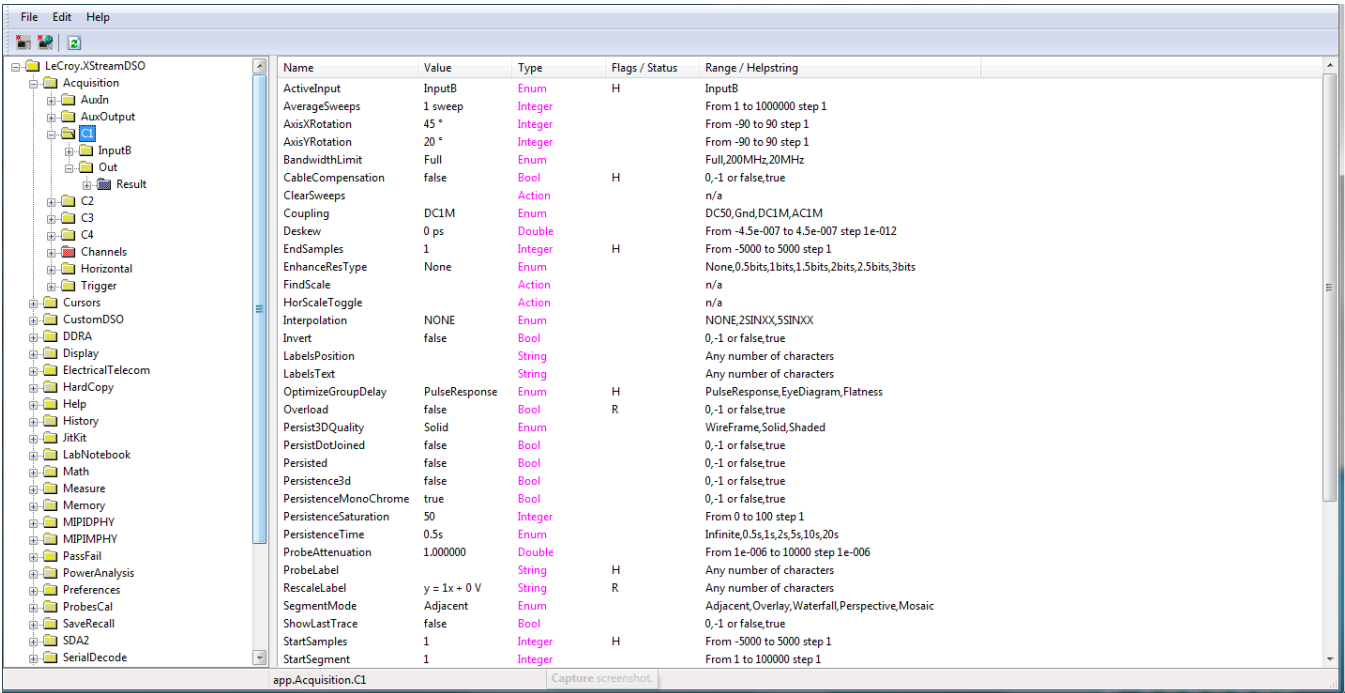 File Edit Help
LeCroy.XStreamDSO
Acquisition
AuxIn
AuxOutput
C1
InputB
Out
Result
C2
C3
C4
Channels
Horizontal
Trigger
Cursors
CustomDSO
DDRA
Display
ElectricalTelecom
HardCopy
Help
History
JitKit
LabNotebook
Math
Measure
Memory
MIPIDPHY
MIPIMPHY
PassFail
PowerAnalysis
Preferences
ProbesCal
SaveRecall
SDA2
SerialDecode
Name Value Type Flags / Status Range / Helpstring
ActiveInput InputB Enum H InputB
AverageSweeps 1 sweep Integer From 1 to 1000000 step 1
AxisXRotation 45 ° Integer From -90 to 90 step 1
AxisYRotation 20 ° Integer From -90 to 90 step 1
BandwidthLimit Full Enum Full,200MHz,20MHz
CableCompensation false Bool H 0,-1 or false,true
ClearSweeps Action n/a
Coupling DC1M Enum DC50,Gnd,DC1M,AC1M
Deskew 0 ps Double From -4.5e-007 to 4.5e-007 step 1e-012
EndSamples 1 Integer H From -5000 to 5000 step 1
EnhanceResType None Enum None,0.5bits,1bits,1.5bits,2bits,2.5bits,3bits
FindScale Action n/a
HorScaleToggle Action n/a
Interpolation NONE Enum NONE,2SINXX,5SINXX
Invert false Bool 0,-1 or false,true
LabelsPosition String Any number of characters
LabelsText String Any number of characters
OptimizeGroupDelay PulseResponse Enum H PulseResponse,EyeDiagram,Flatness
Overload false Bool R 0,-1 or false,true
Persist3DQuality Solid Enum WireFrame,Solid,Shaded
PersistDotJoined false Bool 0,-1 or false,true
Persisted false Bool 0,-1 or false,true
Persistence3d false Bool 0,-1 or false,true
PersistenceMonoChrome true Bool 0,-1 or false,true
PersistenceSaturation 50 Integer From 0 to 100 step 1
PersistenceTime 0.5s Enum Infinite,0.5s,1s,2s,5s,10s,20s
ProbeAttenuation 1.000000 Double From 1e-006 to 10000 step 1e-006
ProbeLabel String H Any number of characters
RescaleLabel y = 1x + 0 V String R Any number of characters
SegmentMode Adjacent Enum Adjacent,Overlay,Waterfall,Perspective,Mosaic
ShowLastTrace false Bool 0,-1 or false,true
StartSamples 1 Integer H From -5000 to 5000 step 1
StartSegment 1 Integer From 1 to 100000 step 1
app.Acquisition.C1
Capture screenshot.